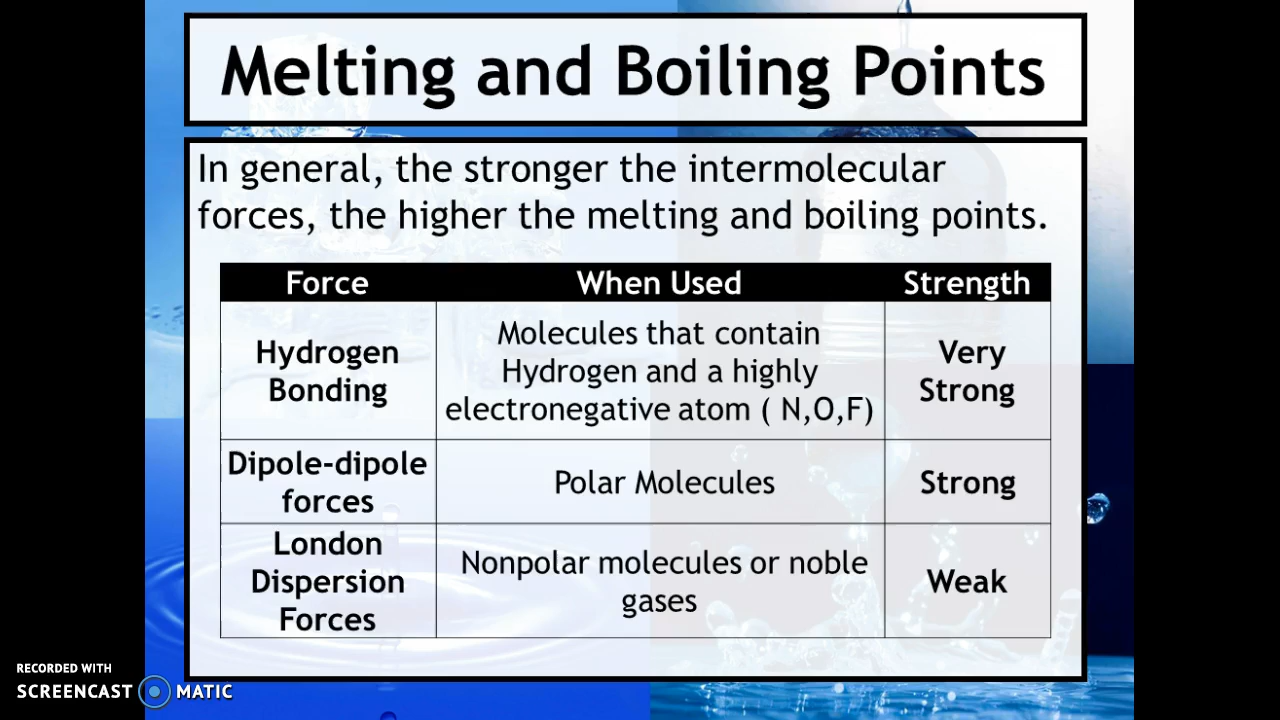 Melting and Boiling Points
In general, the stronger the intermolecular
forces, the higher the melting and boiling points.
Force When Used Strength
Hydrogen
Bonding
Molecules that contain
Hydrogen and a highly
electronegative atom ( N,O,F)
Very
Strong
Dipole-dipole
forces
Polar Molecules
Strong
London
Dispersion
Forces
Nonpolar molecules or noble
gases
Weak
RECORDED WITH
SCREENCAST MATIC